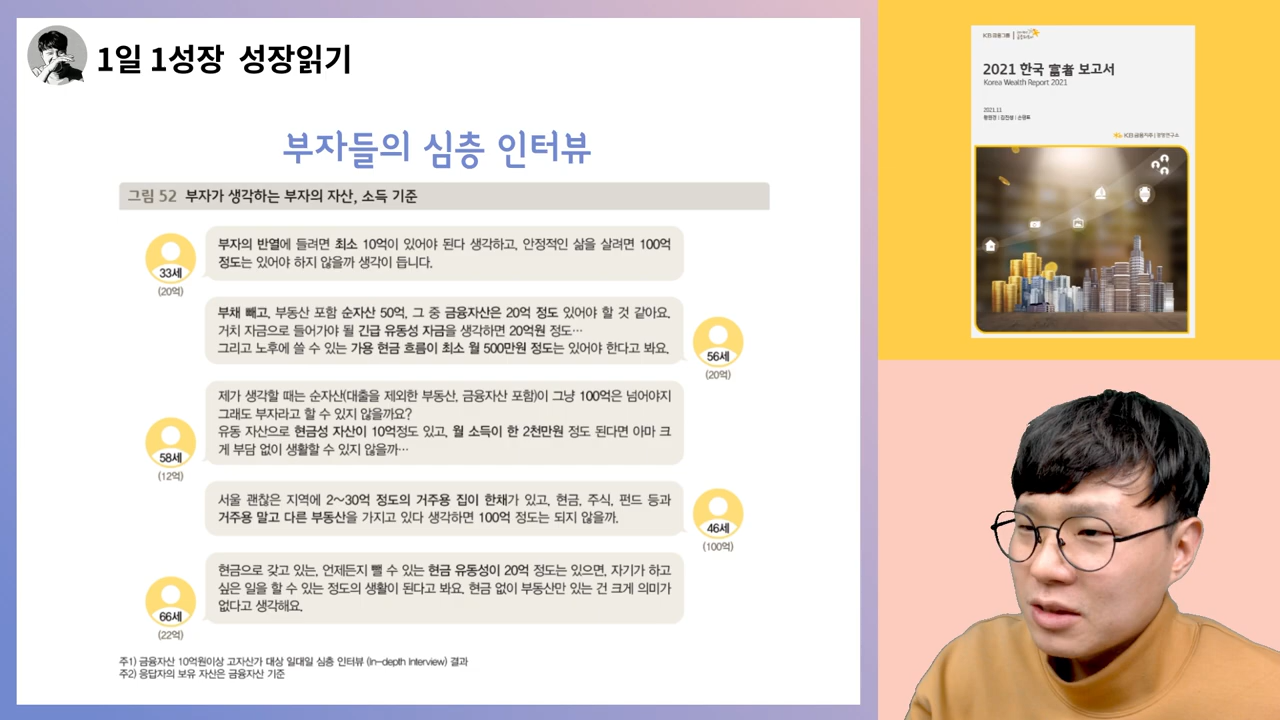 1일 1성장 성장읽기
부자들의 심층 인터뷰
그림 52 부자가 생각하는 부자의 자산, 소득 기준
부자의 반열에 들려면 최소 10억이 있어야 된다 생각하고, 안정적인 삶을 살려면 100억
정도는 있어야 하지 않을까 생각이 듭니다.
33세
(20억)
부채 빼고, 부동산 포함 순자산 50억, 그 중 금융자산은 20억 정도 있어야 할 것 같아요.
거치 자금으로 들어가야 될 긴급 유동성 자금을 생각하면 20억원 정도…
그리고 노후에 쓸 수 있는 가용 현금 흐름이 최소 월 500만원 정도는 있어야 한다고 봐요.
56세
(20억)
제가 생각할 때는 순자산(대출을 제외한 부동산, 금융자산 포함)이 그냥 100억은 넘어야지
그래도 부자라고 할 수 있지 않을까요?
유동 자산으로 현금성 자산이 10억정도 있고, 월 소득이 한 2천만원 정도 된다면 아마 크
게 부담 없이 생활할 수 있지 않을까…
58세
(12억)
서울 괜찮은 지역에 2~30억 정도의 거주용 집이 한채가 있고, 현금, 주식, 펀드 등과
거주용 말고 다른 부동산을 가지고 있다 생각하면 100억 정도는 되지 않을까.
46세
(100억)
현금으로 갖고 있는, 언제든지 뺄 수 있는 현금 유동성이 20억 정도는 있으면, 자기가 하고
싶은 일을 할 수 있는 정도의 생활이 된다고 봐요. 현금 없이 부동산만 있는 건 크게 의미가
없다고 생각해요.
66세
(22억)
주1) 금융자산 10억원이상 고자산가 대상 일대일 심층 인터뷰 (In-depth Interview) 결과
주2) 응답자의 보유 자산은 금융자산 기준
KB금융그룹
2021 한국 富者 보고서
Korea Wealth Report 2021
2021.11
KB금융지주 | 경영연구소